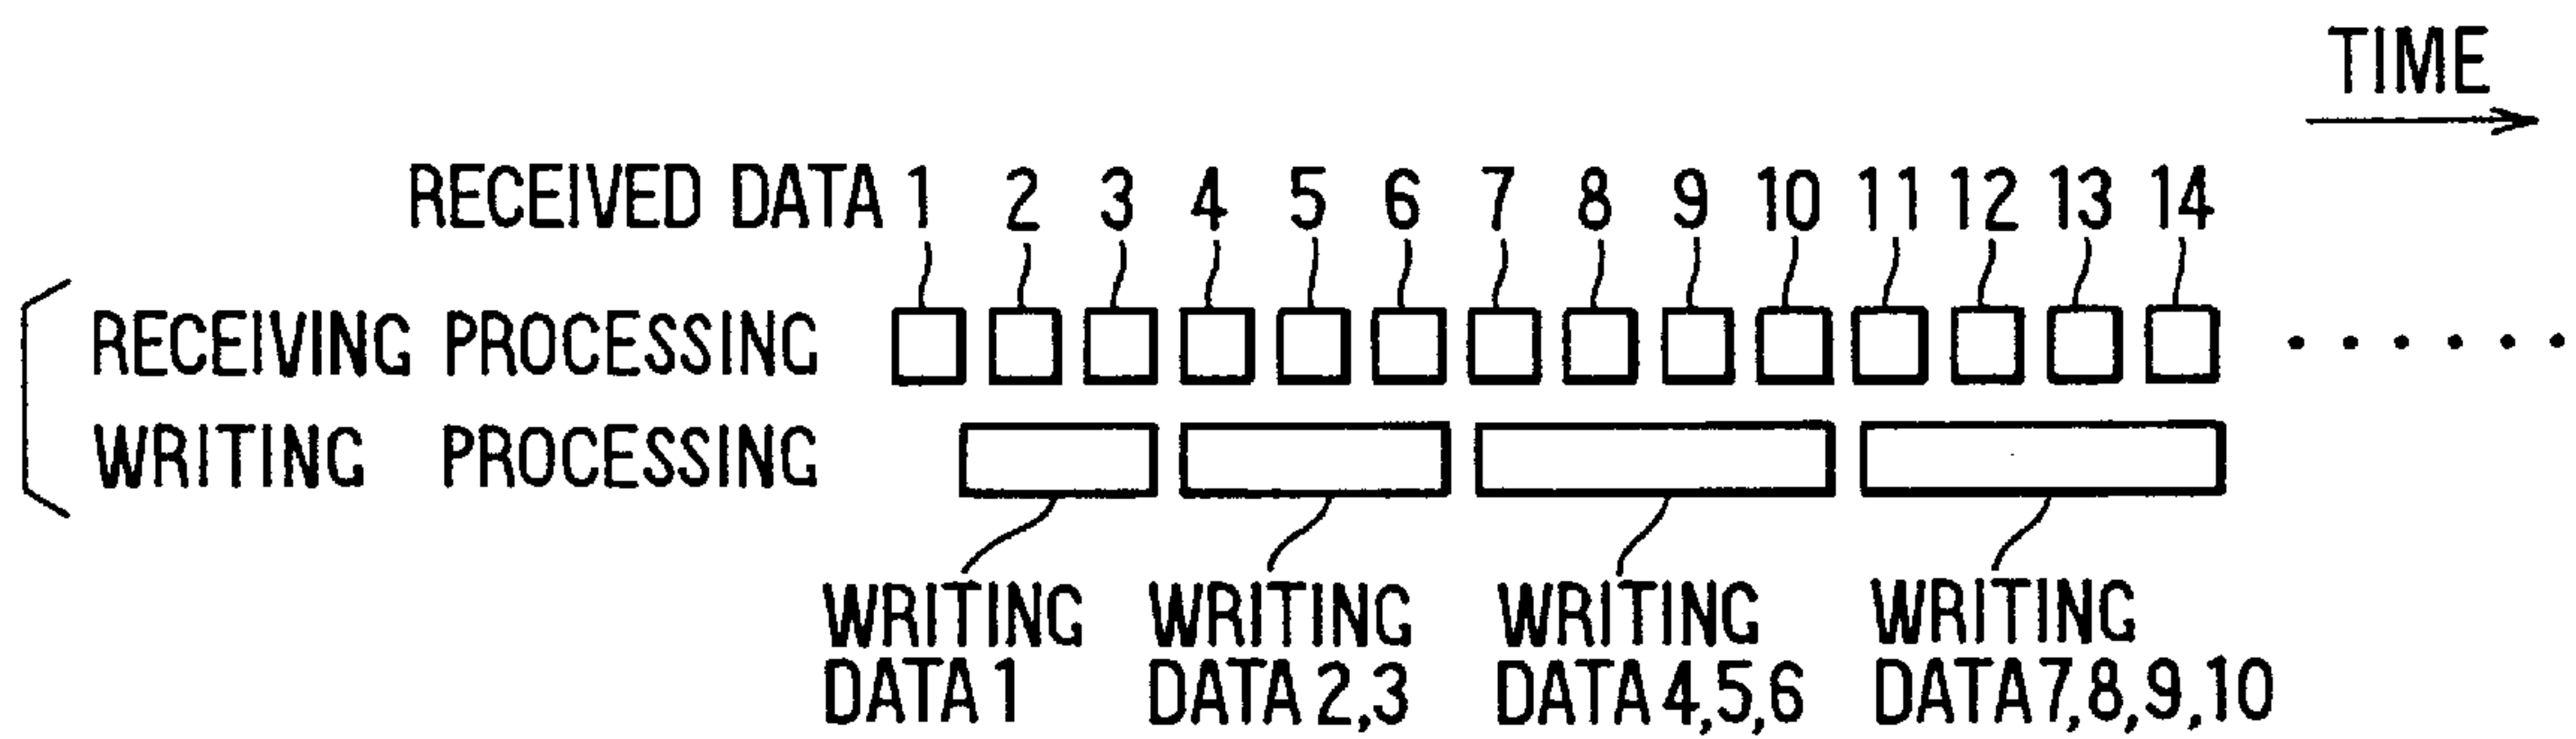 TIME
RECEIVED DATA 1 2 3 4 5 6 7 8 9 10 11 12 13 14
RECEIVING PROCESSING
WRITING PROCESSING
WRITING DATA 1
WRITING DATA 2,3
WRITING DATA 4,5,6
WRITING DATA 7,8,9,10